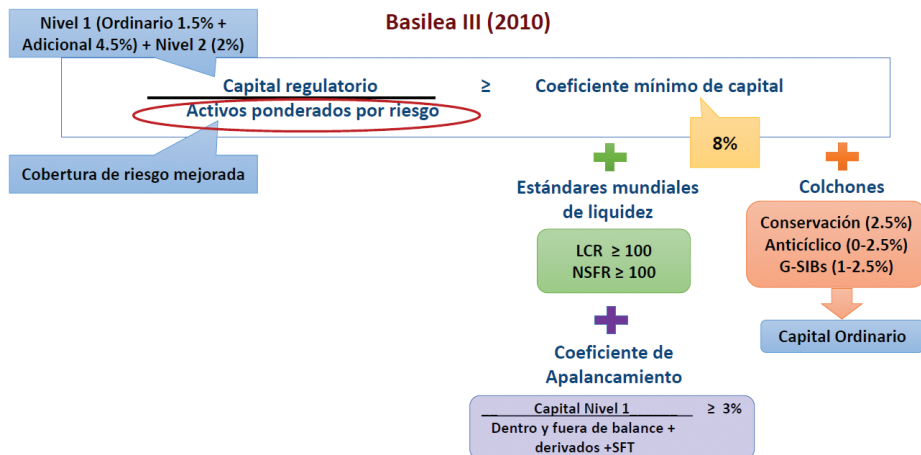 Basilea III (2010)
Nivel 1 (Ordinario 1.5% +
Adicional 4.5%) + Nivel 2 (2%)
Capital regulatorio
Activos ponderados por riesgo
≥
Coeficiente mínimo de capital
8%
Cobertura de riesgo mejorada
Estándares mundiales
de liquidez
LCR ≥ 100
NSFR ≥ 100
Colchones
Conservación (2.5%)
Anticíclico (0-2.5%)
G-SIBs (1-2.5%)
Capital Ordinario
Coeficiente de
Apalancamiento
Capital Nivel 1 ≥ 3%
Dentro y fuera de balance +
derivados +SFT